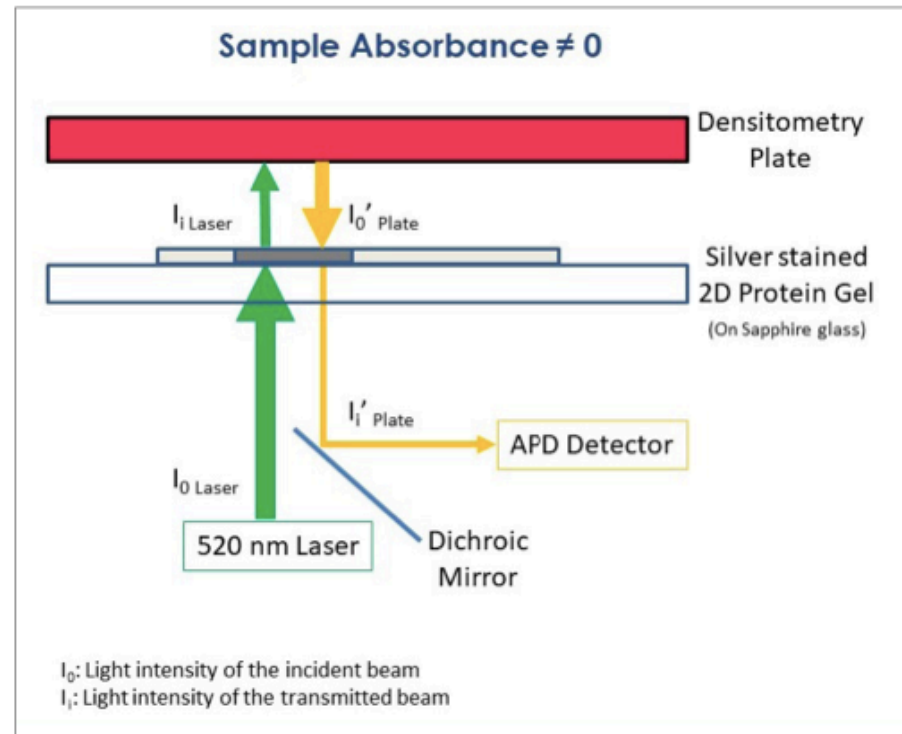 Sample Absorbance ≠ 0
Densitometry
Plate
I i Laser
I0′ Plate
Silver stained
2D Protein Gel
(On Sapphire glass)
Ii′ Plate
APD Detector
I0 Laser
520 nm Laser
Dichroic
Mirror
I0: Light intensity of the incident beam
Ii: Light intensity of the transmitted beam